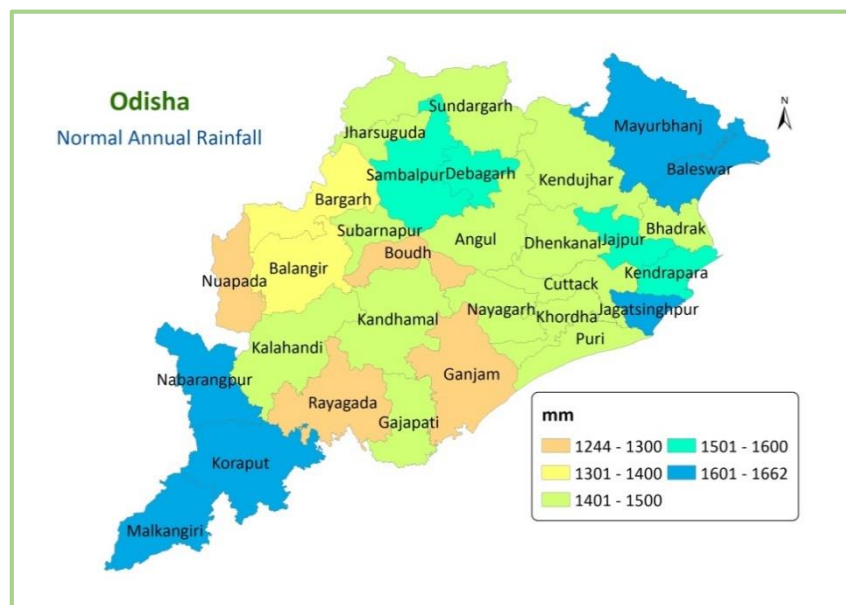 Odisha
Normal Annual Rainfall
N
Sundargarh
Jharsuguda
Mayurbhanj
Sambalpur
Debagarh
Kendujhar
Baleswar
Bargarh
Subarnapur
Angul
Dhenkanal
Jajpur
Bhadrak
Boudh
Nuapada
Balangir
Kendrapara
Cuttack
Nayagarh
Khordha
Jagatsinghpur
Kandhamal
Puri
Kalahandi
Nabarangpur
Ganjam
Rayagada
Gajapati
Koraput
Malkangiri
mm
1244 - 1300
1301 - 1400
1401 - 1500
1501 - 1600
1601 - 1662